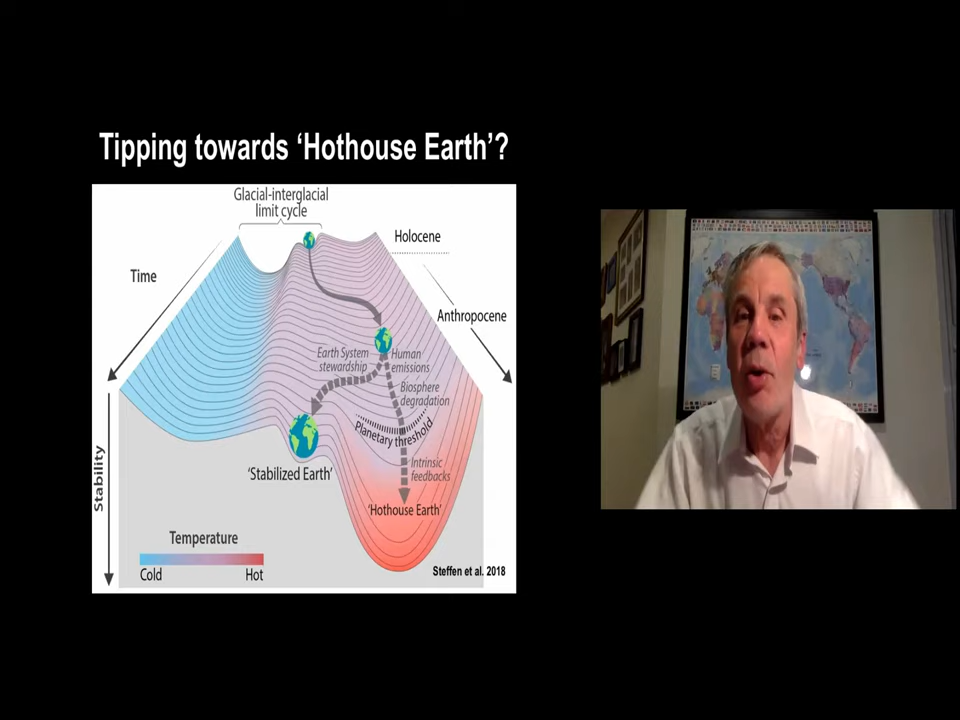 Tipping towards ‘Hothouse Earth’?
Glacial-interglacial
limit cycle
Holocene
Time
Anthropocene
Earth System
stewardship
Human
emissions
Biosphere
degradation
Planetary threshold
Stability
Intrinsic
feedbacks
‘Stabilized Earth’
‘Hothouse Earth’
Temperature
Cold
Hot
Steffen et al. 2018